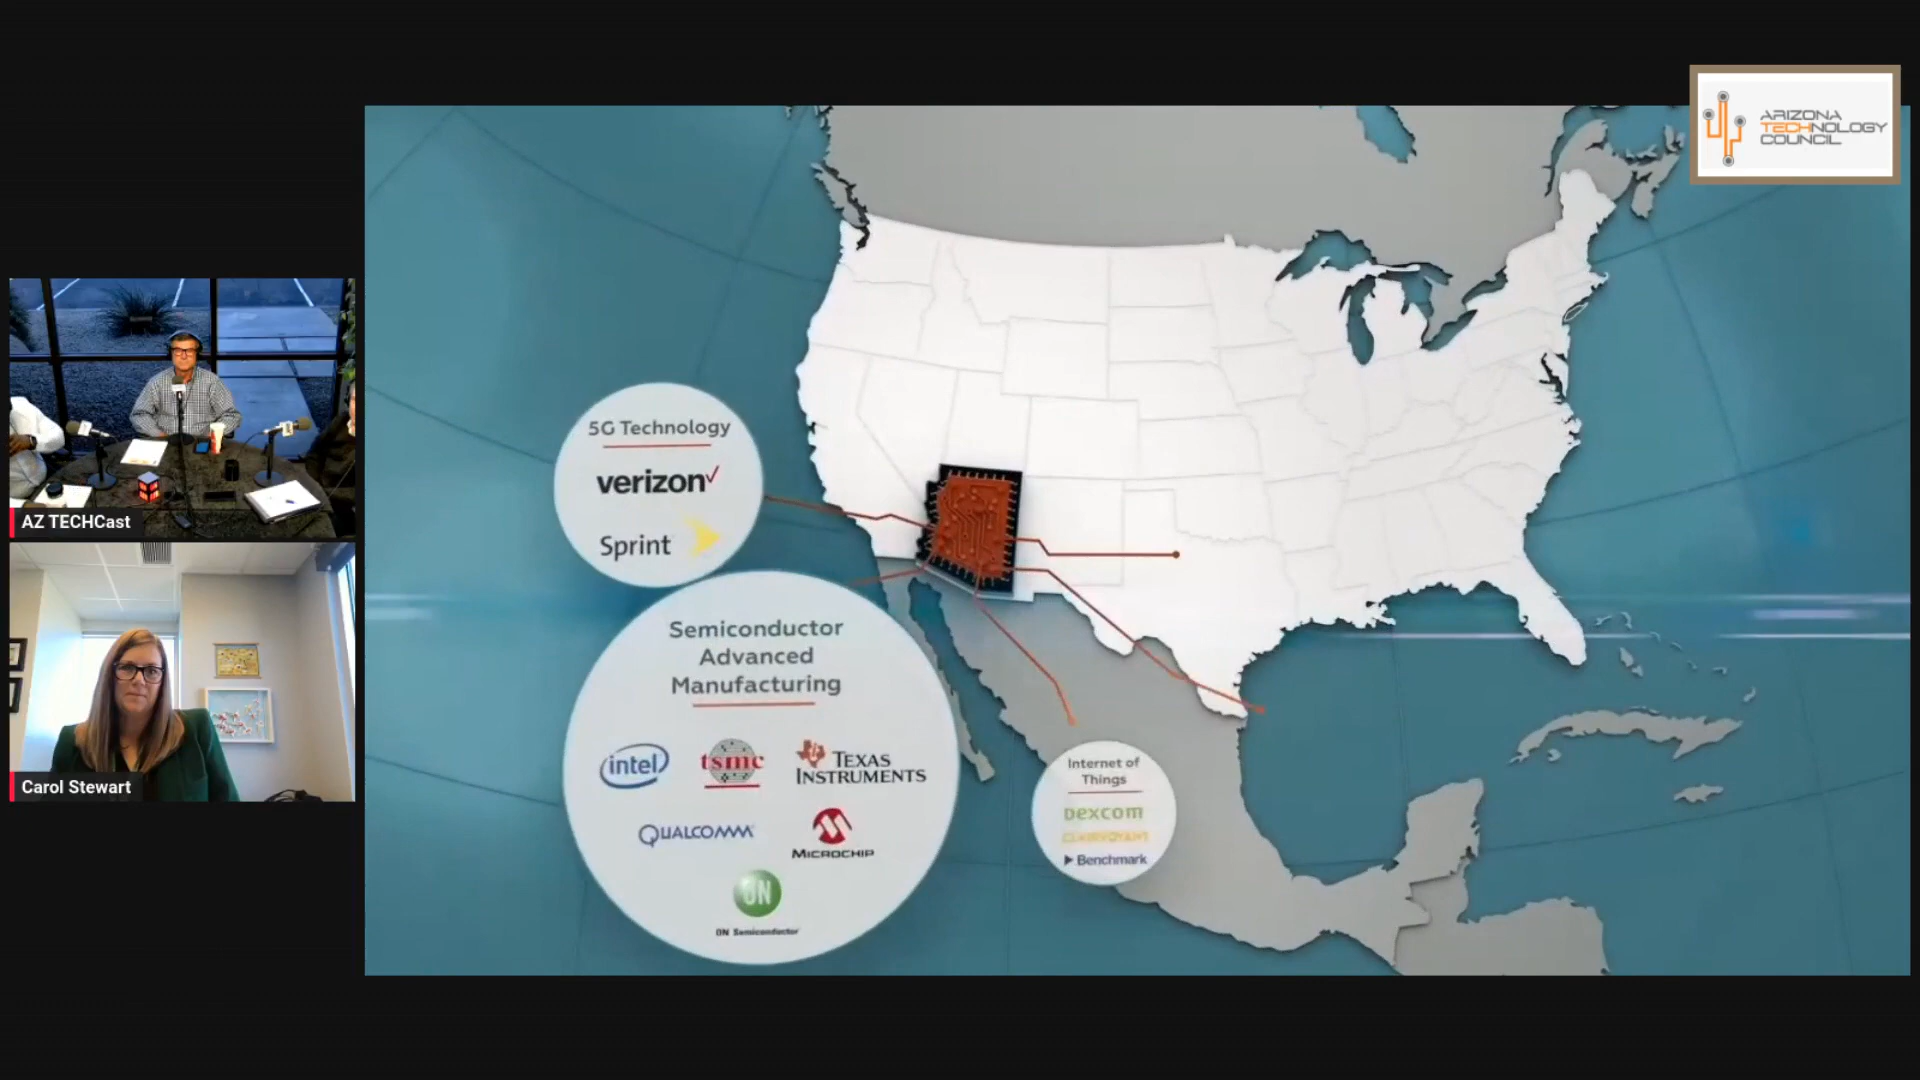 ARIZONA
TECHNOLOGY
COUNCIL
5G Technology
verizon
Sprint
AZ TECHCast
Semiconductor
Advanced
Manufacturing
intel
tsmc
TEXAS
INSTRUMENTS
QUALCOMM
MICROCHIP
ON
ON Semiconductor
Internet of
Things
Dexcom
CLAIRVOYANT
Benchmark
Carol Stewart